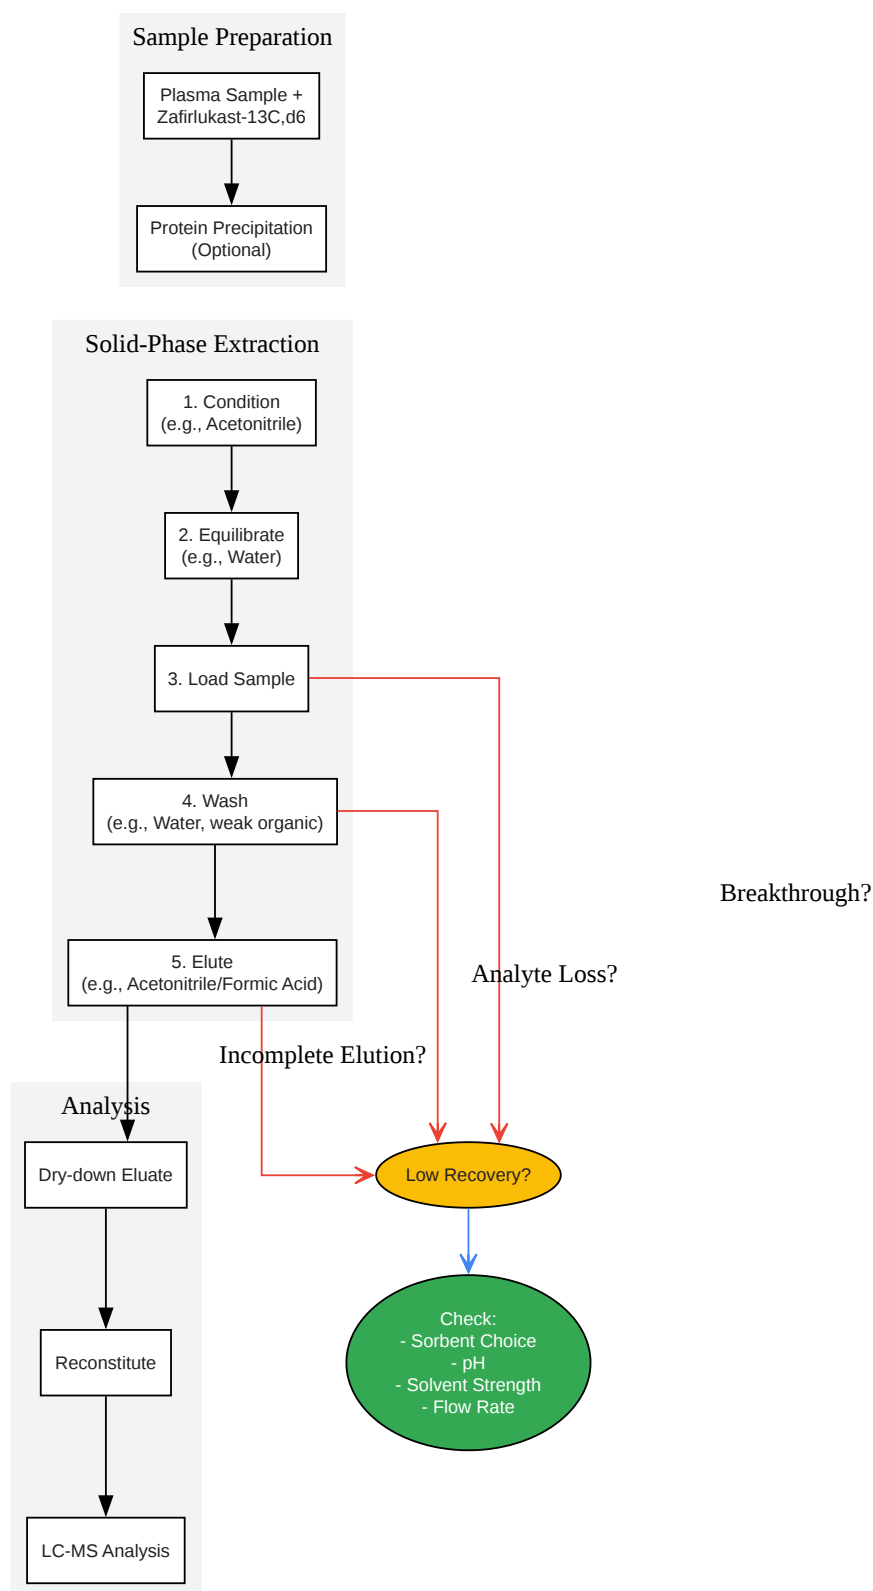 Sample Preparation
Plasma Sample +
Zafirlukast-13C,d6
Protein Precipitation
(Optional)
Solid-Phase Extraction
1. Condition
(e.g., Acetonitrile)
2. Equilibrate
(e.g., Water)
3. Load Sample
4. Wash
(e.g., Water, weak organic)
Breakthrough?
5. Elute
(e.g., Acetonitrile/Formic Acid)
Analyte Loss?
Incomplete Elution?
Analysis
Dry-down Eluate
Low Recovery?
Reconstitute
Check:
- Sorbent Choice
- pH
- Solvent Strength
- Flow Rate
LC-MS Analysis